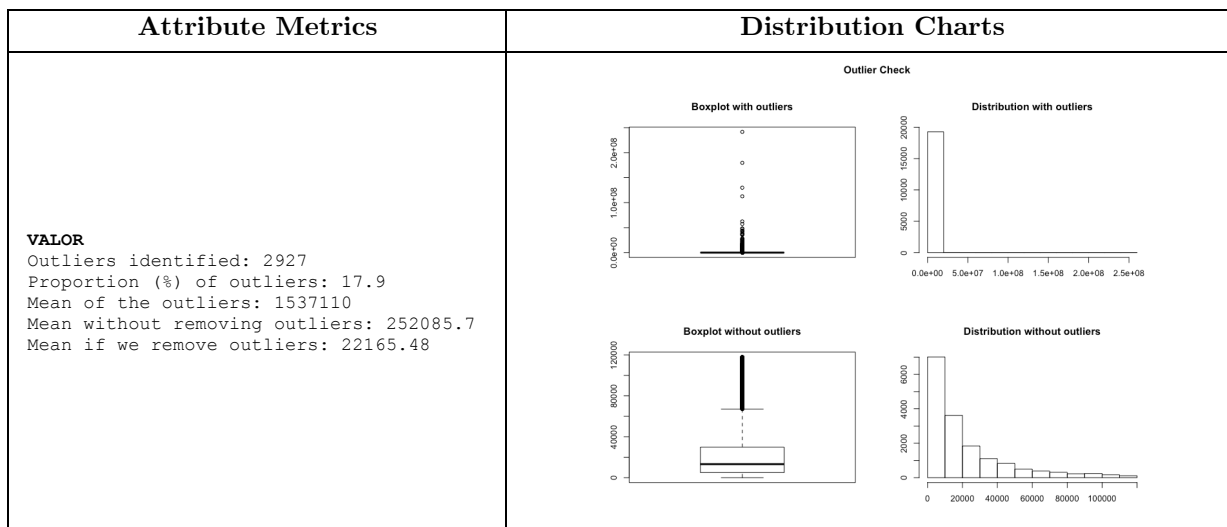 Attribute Metrics
Distribution Charts
VALOR
Outliers identified: 2927
Proportion (%) of outliers: 17.9
Mean of the outliers: 1537110
Mean without removing outliers: 252085.7
Mean if we remove outliers: 22165.48
Outlier Check
Boxplot with outliers
2.0e+08
1.0e+08
0.0e+00
Distribution with outliers
20000
15000
10000
5000
0
0.0e+00 5.0e+07 1.0e+08 1.5e+08 2.0e+08 2.5e+08
Boxplot without outliers
120000
80000
40000
0
Distribution without outliers
6000
4000
2000
0
0 20000 40000 60000 80000 100000